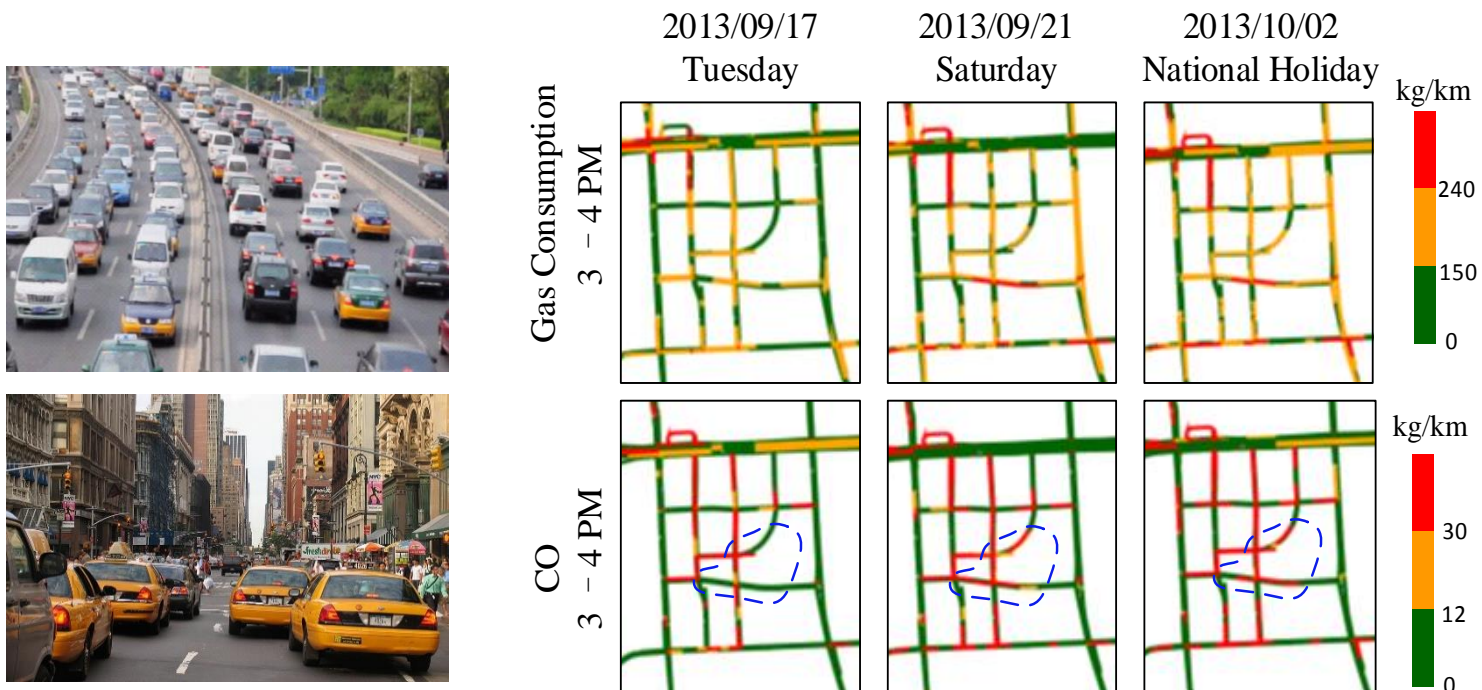 2013/09/17
Tuesday
2013/09/21
Saturday
2013/10/02
National Holiday
Gas Consumption
3 – 4 PM
kg/km
240
150
0
CO
3 – 4 PM
kg/km
30
12
0
freshdirect